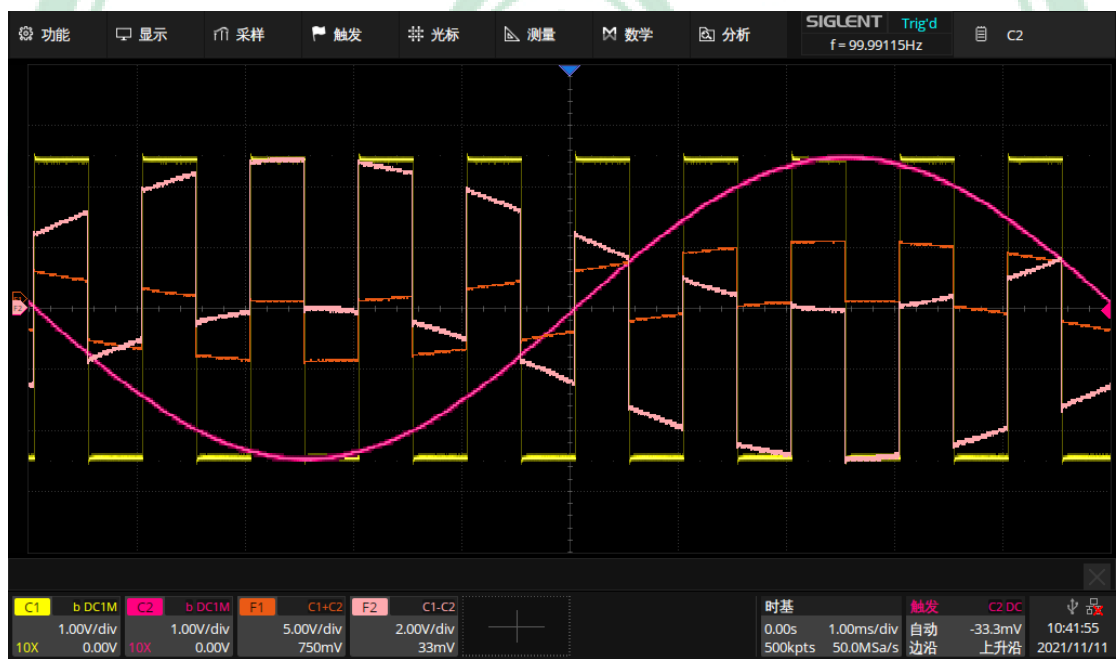 功能 显示 采样 触发 光标 测量 数学 分析 SIGLENT Trig'd C2
f = 99.99115Hz
C1 b DC1M C2 b DC1M F1 C1+C2 F2 C1-C2 时基 触发 C2 DC
1.00V/div 1.00V/div 5.00V/div 2.00V/div 0.00s 1.00ms/div 自动 -33.3mV 10:41:55
10X 0.00V 10X 0.00V 750mV 33mV 500kpts 50.0MSa/s 边沿 上升沿 2021/11/11